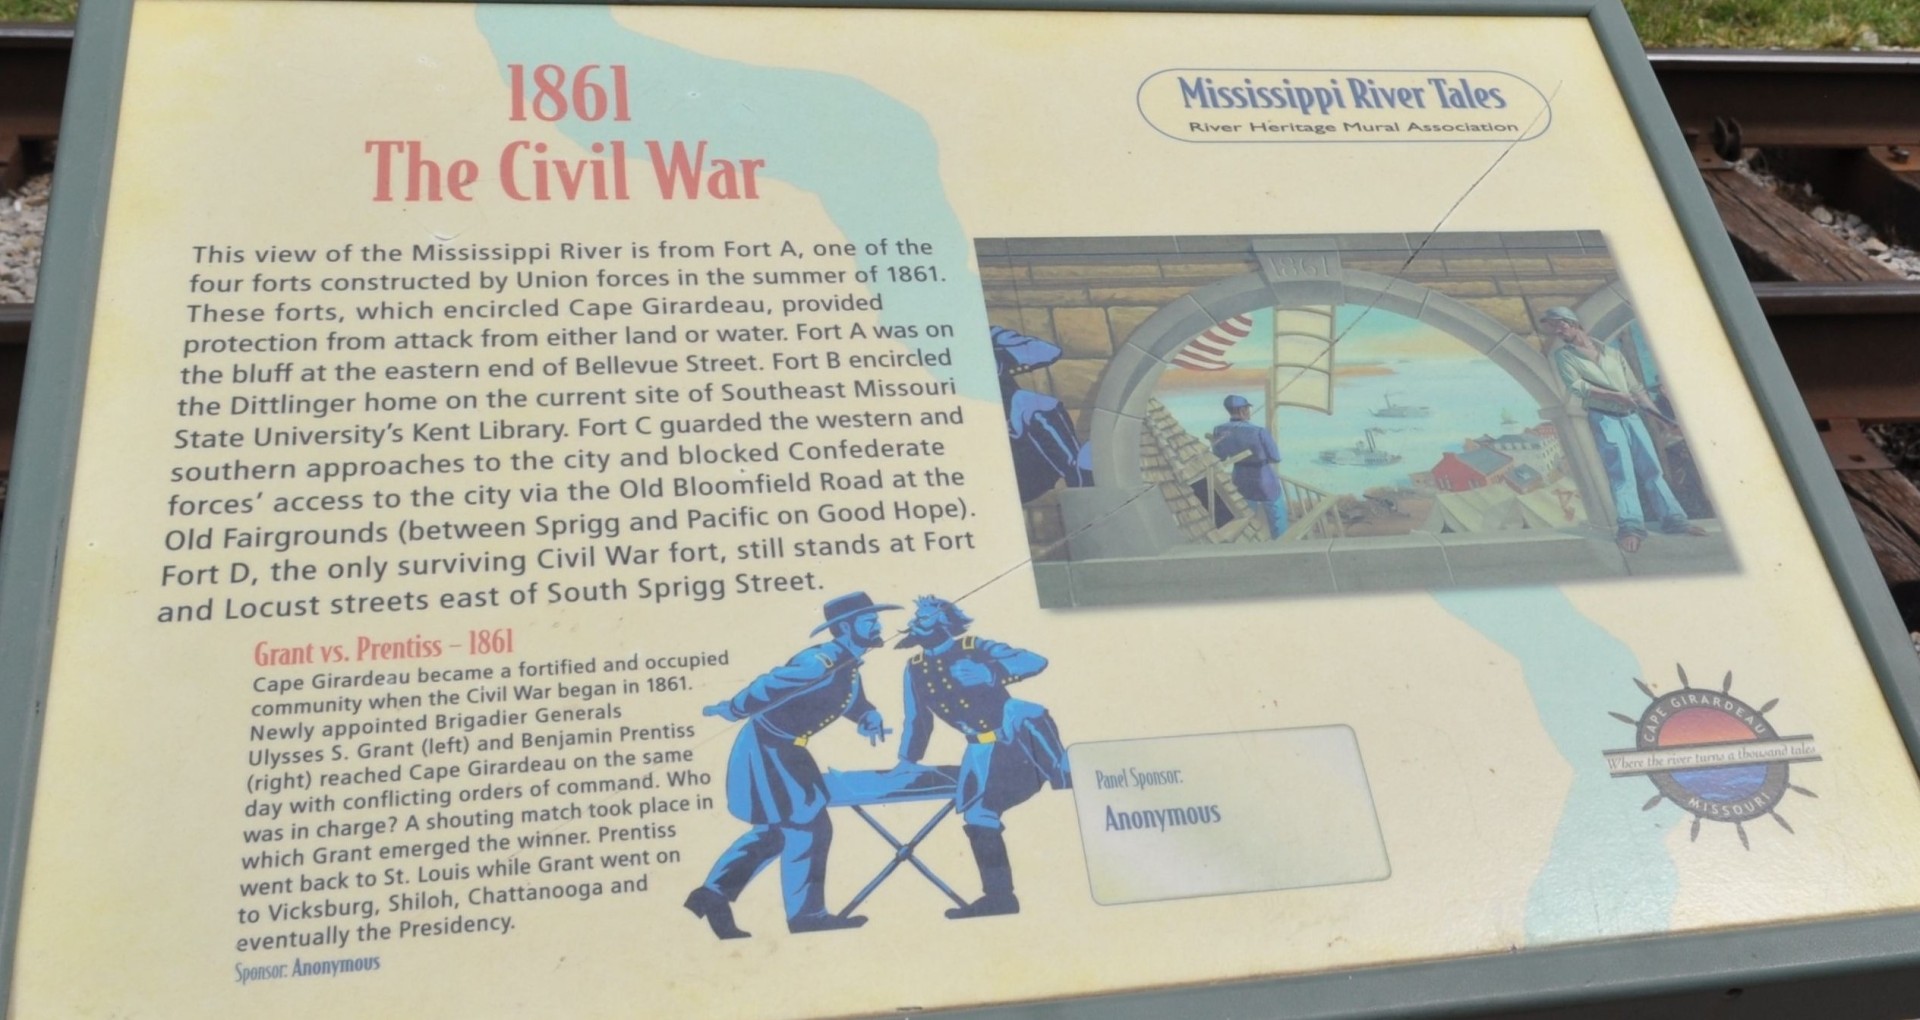 1861
The Civil War
Mississippi River Tales
River Heritage Mural Association
This view of the Mississippi River is from Fort A, one of the
four forts constructed by Union forces in the summer of 1861.
These forts, which encircled Cape Girardeau, provided
protection from attack from either land or water. Fort A was on
the bluff at the eastern end of Bellevue Street. Fort B encircled
the Dittlinger home on the current site of Southeast Missouri
State University's Kent Library. Fort C guarded the western and
southern approaches to the city and blocked Confederate
forces' access to the city via the Old Bloomfield Road at the
Old Fairgrounds (between Sprigg and Pacific on Good Hope).
Fort D, the only surviving Civil War fort, still stands at Fort
and Locust streets east of South Sprigg Street.
1861
Grant vs. Prentiss – 1861
Cape Girardeau became a fortified and occupied
community when the Civil War began in 1861.
Newly appointed Brigadier Generals
Ulysses S. Grant (left) and Benjamin Prentiss
(right) reached Cape Girardeau on the same
day with conflicting orders of command. Who
was in charge? A shouting match took place in
which Grant emerged the winner. Prentiss
went back to St. Louis while Grant went on
to Vicksburg, Shiloh, Chattanooga and
eventually the Presidency.
Sponsor: Anonymous
Panel Sponsor:
Anonymous
CAPE GIRARDEAU
Where the river turns a thousand tales
MISSOURI